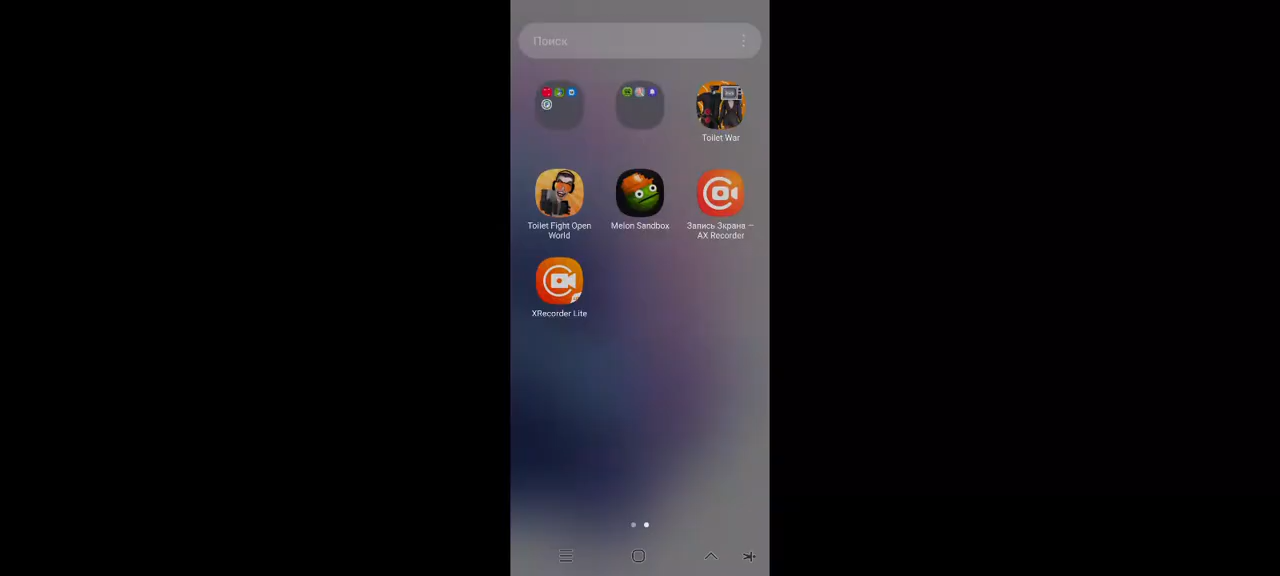 Поиск
Toilet War
Toilet Fight Open
World
Melon Sandbox
Запись Экрана —
AX Recorder
XRecorder Lite